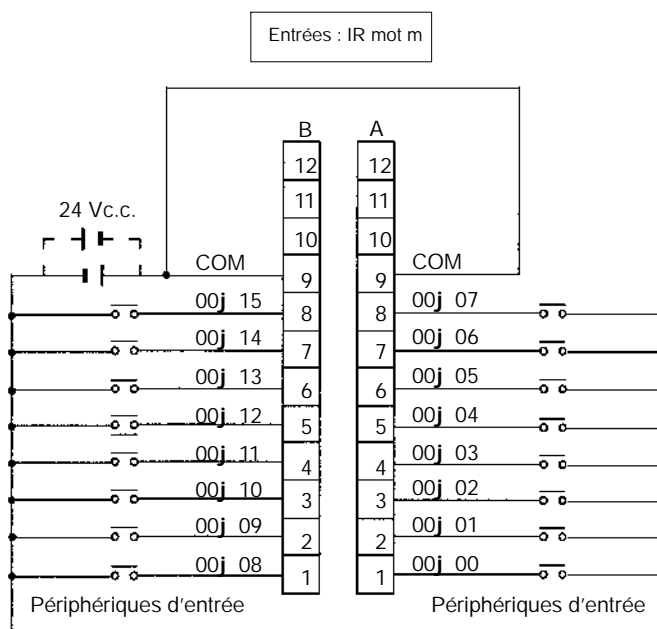 Entrées : IR mot m
B A
12 12
11 11
24 Vc.c.
10 10
COM 9 9 COM
00j 15 8 8 00j 07
00j 14 7 7 00j 06
00j 13 6 6 00j 05
00j 12 5 5 00j 04
00j 11 4 4 00j 03
00j 10 3 3 00j 02
00j 09 2 2 00j 01
00j 08 1 1 00j 00
Périphériques d'entrée Périphériques d'entrée